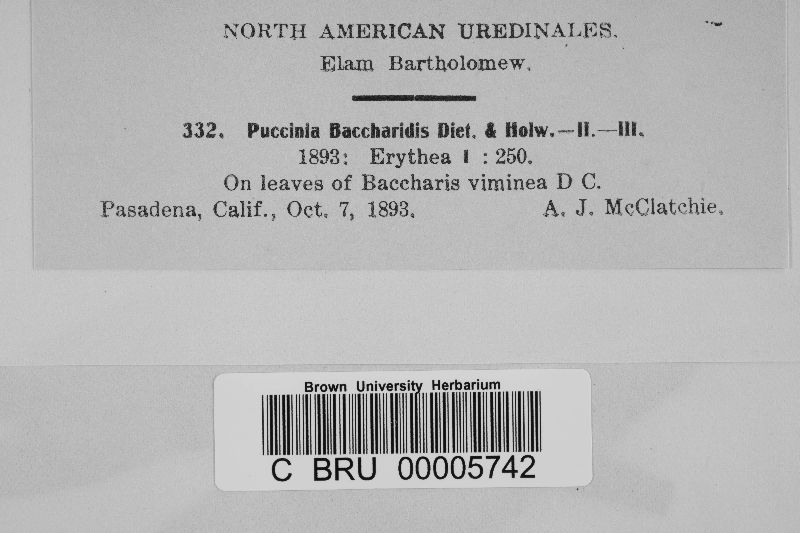 NORTH AMERICAN UREDINALES.
Elam Bartholomew.
332. Puccinia Baccharidis Diet. & Holw.—II.—III.
1893: Erythea I : 250.
On leaves of Baccharis viminea D C.
Pasadena, Calif., Oct. 7, 1893. A. J. McClatchie.
Brown University Herbarium
C BRU 00005742